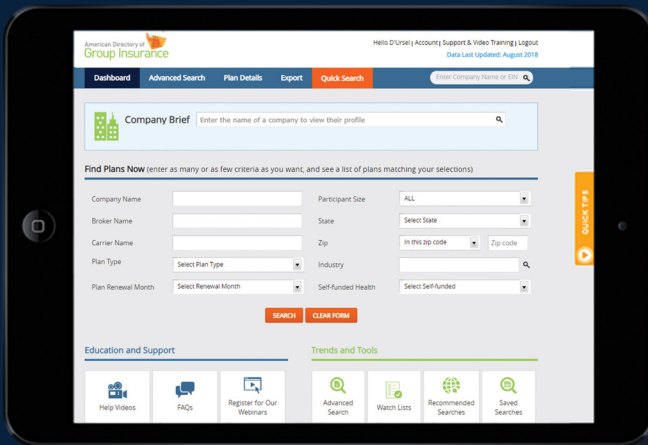 American Directory of
Group Insurance
Hello D'Ursel | Account | Support & Video Training | Logout
Data Last Updated: August 2018
Dashboard Advanced Search Plan Details Export Quick Search Enter Company Name or EIN
Company Brief Enter the name of a company to view their profile
Find Plans Now (enter as many or as few criteria as you want, and see a list of plans matching your selections)
Company Name Participant Size ALL
Broker Name State Select State
Carrier Name Zip In this zip code Zip code
Plan Type Select Plan Type Industry
Plan Renewal Month Select Renewal Month Self-funded Health Select Self-funded
SEARCH CLEAR FORM
QUICK TIPS
Education and Support Trends and Tools
Help Videos FAQs Register for Our Webinars Advanced Search Watch Lists Recommended Searches Saved Searches